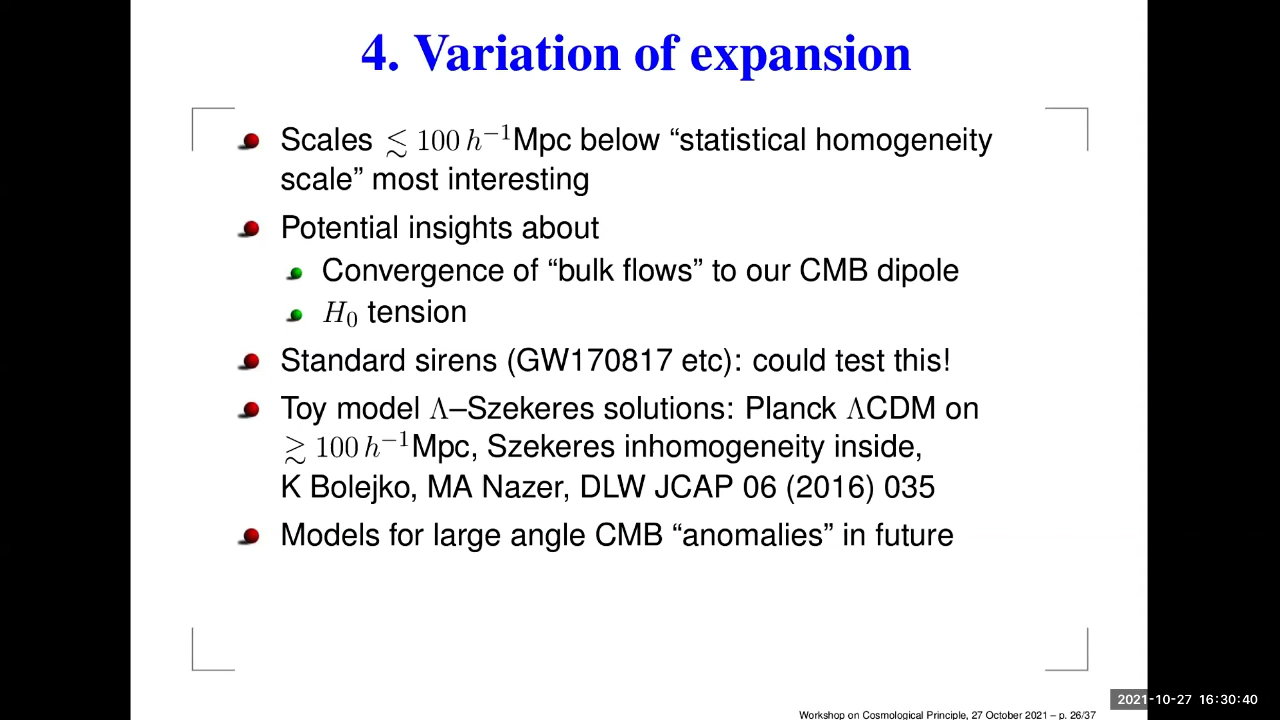 4. Variation of expansion
Scales ≲ 100 h⁻¹Mpc below “statistical homogeneity
scale” most interesting
Potential insights about
Convergence of “bulk flows” to our CMB dipole
H₀ tension
Standard sirens (GW170817 etc): could test this!
Toy model Λ–Szekeres solutions: Planck ΛCDM on
≳ 100 h⁻¹Mpc, Szekeres inhomogeneity inside,
K Bolejko, MA Nazer, DLW JCAP 06 (2016) 035
Models for large angle CMB “anomalies” in future
2021-10-27 16:30:40
Workshop on Cosmological Principle, 27 October 2021 – p. 26/37